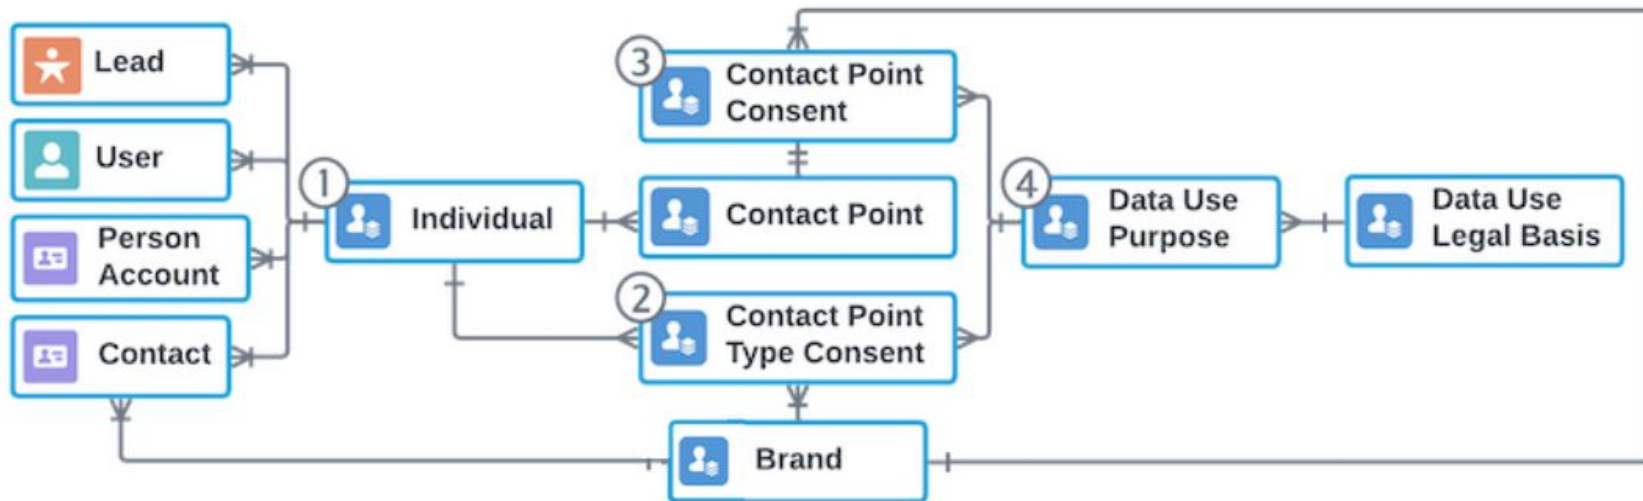 Lead
User
Person
Account
Contact
1
Individual
3
Contact Point
Consent
Contact Point
2
Contact Point
Type Consent
Brand
4
Data Use
Purpose
Data Use
Legal Basis